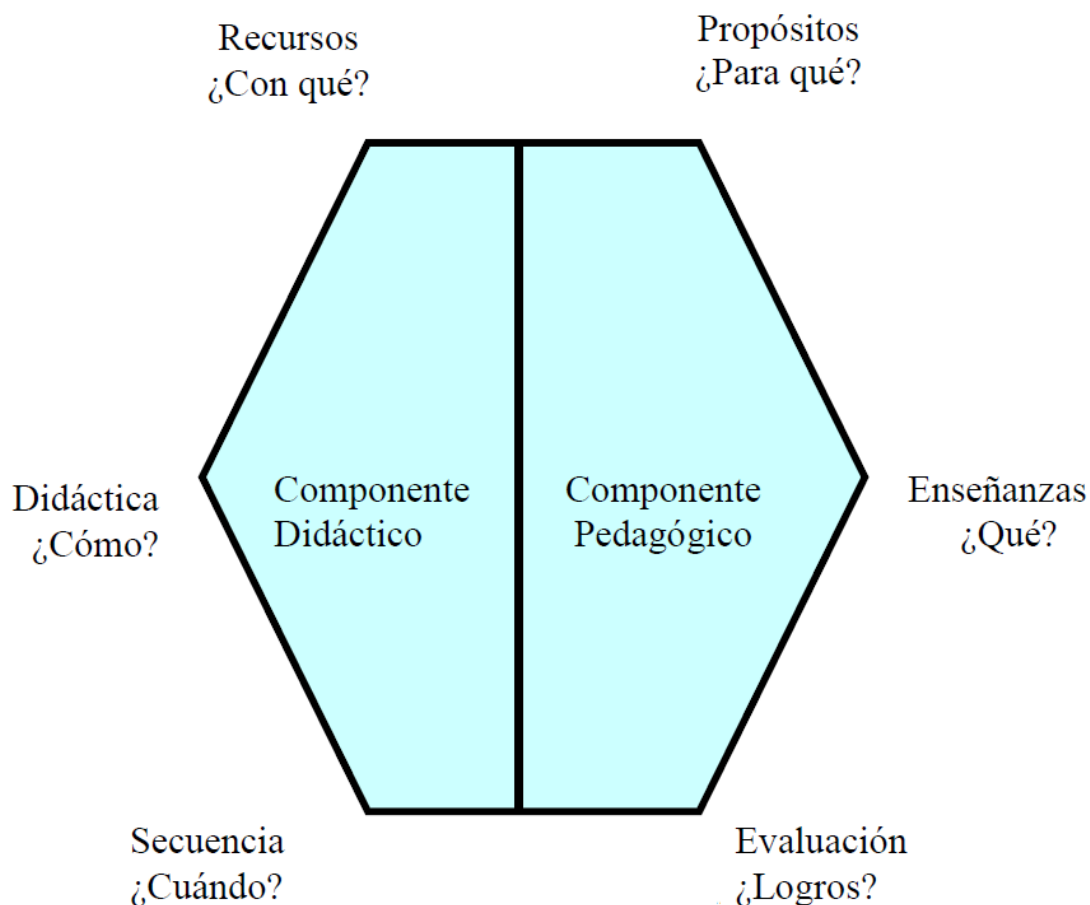 Recursos
¿Con qué?
Propósitos
¿Para qué?
Didáctica
¿Cómo?
Componente
Didáctico
Componente
Pedagógico
Enseñanzas
¿Qué?
Secuencia
¿Cuándo?
Evaluación
¿Logros?